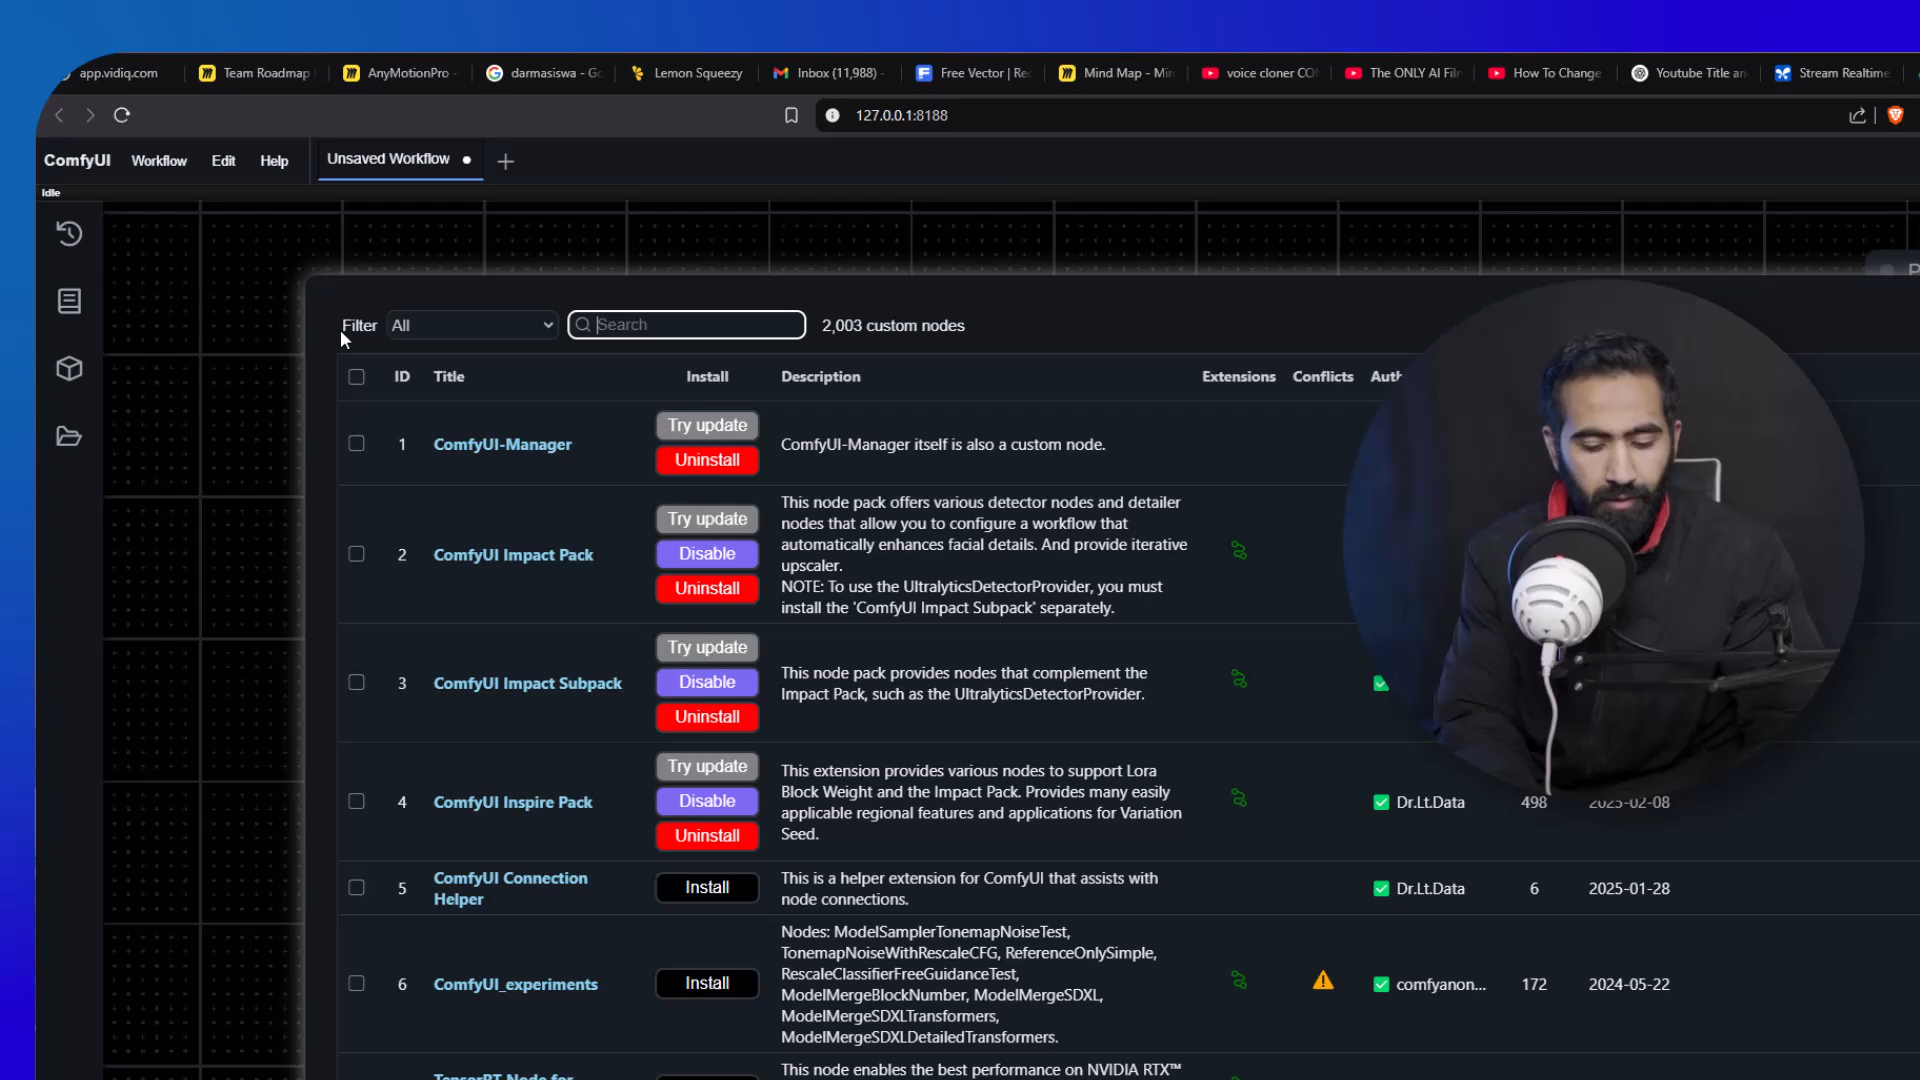 app.vidiq.com
Team Roadmap
AnyMotionPro -
darmasiswa - Go
Lemon Squeezy
Inbox (11,988) -
Free Vector | Rec
Mind Map - Mir
voice cloner CO
The ONLY AI Fil
How To Change
Youtube Title an
Stream Realtime
127.0.0.1:8188
ComfyUI Workflow Edit Help Unsaved Workflow
Idle
Filter All Search 2,003 custom nodes
ID Title Install Description Extensions Conflicts Auth
Try update
1 ComfyUI-Manager ComfyUI-Manager itself is also a custom node.
Uninstall
This node pack offers various detector nodes and detailer
Try update
nodes that allow you to configure a workflow that
automatically enhances facial details. And provide iterative
2 ComfyUI Impact Pack Disable
upscaler.
Uninstall
NOTE: To use the UltralyticsDetectorProvider, you must
install the 'ComfyUI Impact Subpack' separately.
Try update
This node pack provides nodes that complement the
3 ComfyUI Impact Subpack Disable
Impact Pack, such as the UltralyticsDetectorProvider.
Uninstall
Try update
This extension provides various nodes to support Lora
Block Weight and the Impact Pack. Provides many easily
4 ComfyUI Inspire Pack Disable Dr.Lt.Data 498 2025-02-08
applicable regional features and applications for Variation
Uninstall
Seed.
ComfyUI Connection
This is a helper extension for ComfyUI that assists with
5 Install Dr.Lt.Data 6 2025-01-28
Helper
node connections.
Nodes: ModelSamplerTonemapNoiseTest,
TonemapNoiseWithRescaleCFG, ReferenceOnlySimple,
RescaleClassifierFreeGuidanceTest,
6 ComfyUI_experiments Install comfyanon... 172 2024-05-22
ModelMergeBlockNumber, ModelMergeSDXL,
ModelMergeSDXLTransformers,
ModelMergeSDXLDetailedTransformers.
This node enables the best performance on NVIDIA RTX™
TensorRT Node for